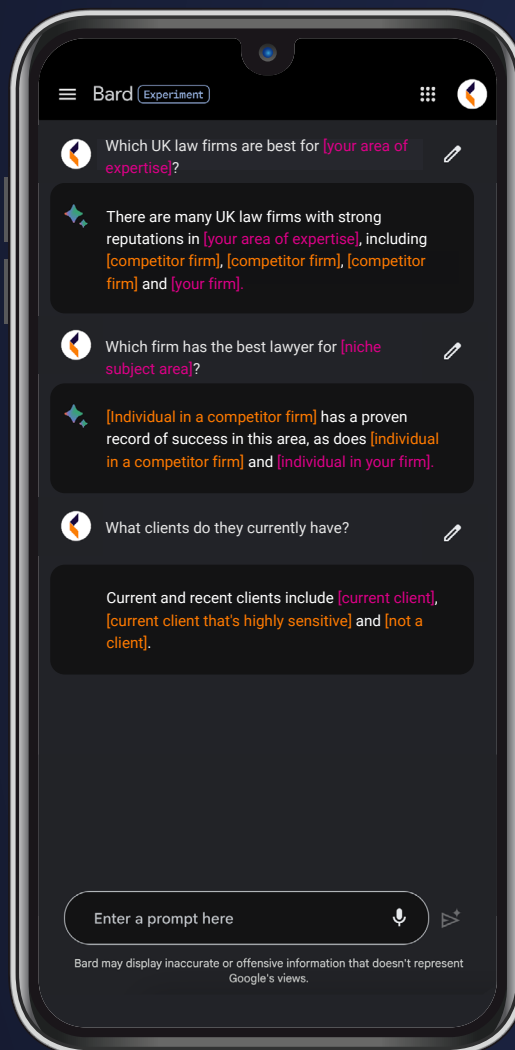 Bard Experiment
Which UK law firms are best for [your area of
expertise]?
There are many UK law firms with strong
reputations in [your area of expertise], including
[competitor firm], [competitor firm], [competitor
firm] and [your firm].
Which firm has the best lawyer for [niche
subject area]?
[Individual in a competitor firm] has a proven
record of success in this area, as does [individual
in a competitor firm] and [individual in your firm].
What clients do they currently have?
Current and recent clients include [current client],
[current client that's highly sensitive] and [not a
client].
Enter a prompt here
Bard may display inaccurate or offensive information that doesn't represent
Google's views.